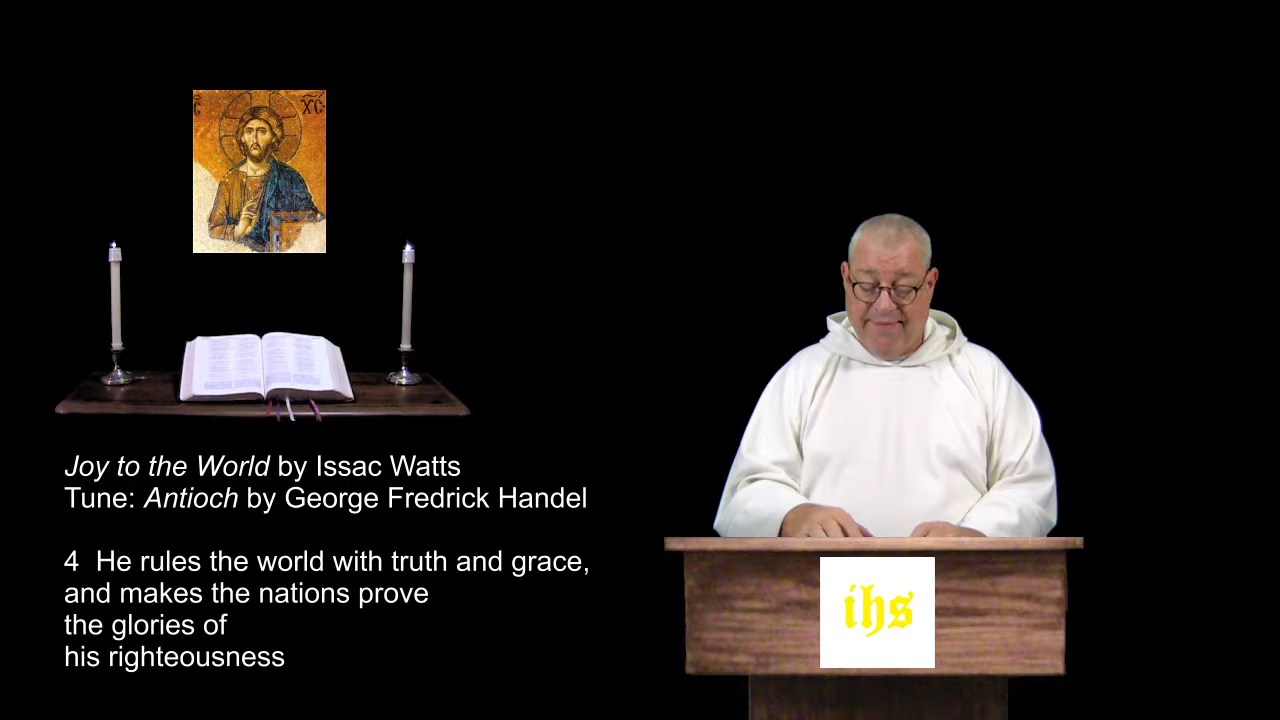 C
XC
Joy to the World by Issac Watts
Tune: Antioch by George Fredrick Handel
4 He rules the world with truth and grace,
and makes the nations prove
the glories of
his righteousness
ihs